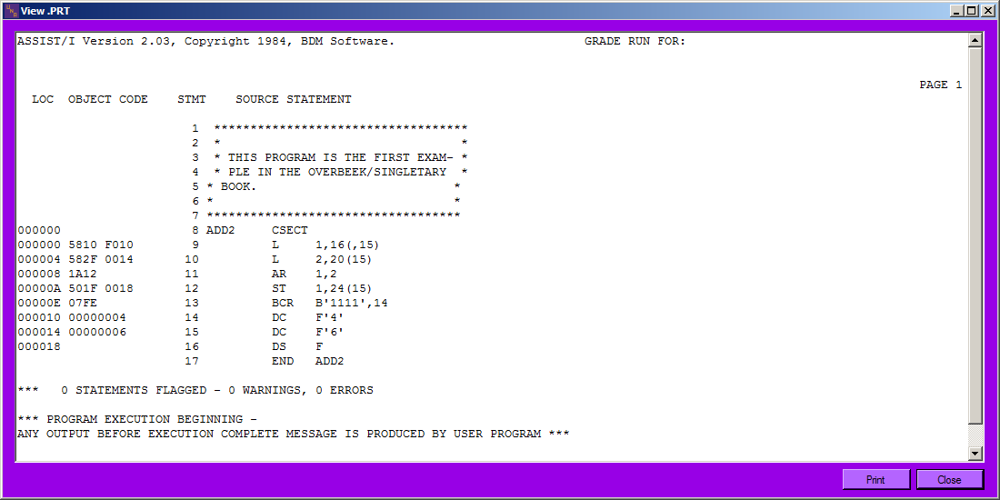 View .PRT
ASSIST/I Version 2.03, Copyright 1984, BDM Software.                          GRADE RUN FOR:
PAGE 1
  LOC  OBJECT CODE    STMT    SOURCE STATEMENT
                        1  ***********************************
                        2  *                                 *
                        3  * THIS PROGRAM IS THE FIRST EXAM- *
                        4  * PLE IN THE OVERBEEK/SINGLETARY  *
                        5 * BOOK.                           *
                        6 *                                 *
                        7 ***********************************
000000                  8 ADD2     CSECT
000000 5810 F010        9          L     1,16(,15)
000004 582F 0014       10          L     2,20(15)
000008 1A12            11          AR    1,2
00000A 501F 0018       12          ST    1,24(15)
00000E 07FE            13          BCR   B'1111',14
000010 00000004        14          DC    F'4'
000014 00000006        15          DC    F'6'
000018                 16          DS    F
                       17          END   ADD2
***   0 STATEMENTS FLAGGED - 0 WARNINGS, 0 ERRORS
*** PROGRAM EXECUTION BEGINNING -
ANY OUTPUT BEFORE EXECUTION COMPLETE MESSAGE IS PRODUCED BY USER PROGRAM ***
Print Close